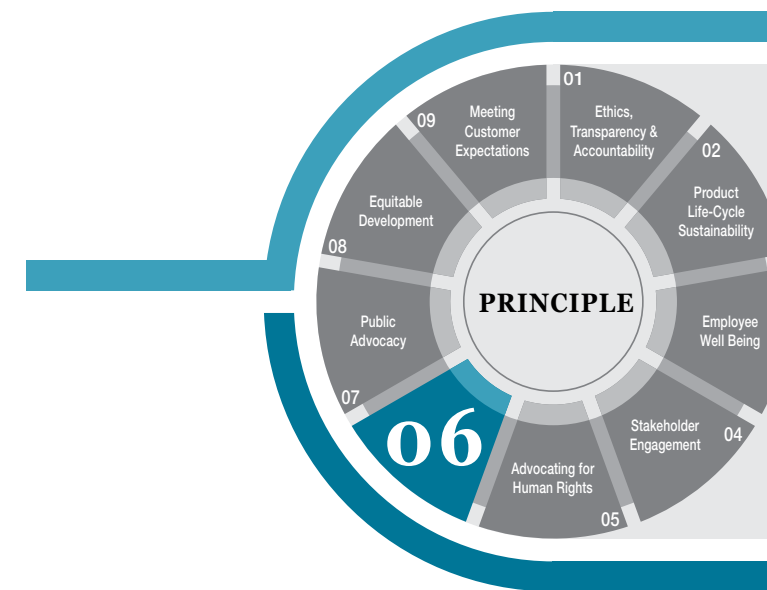 01
Ethics,
Transparency &
Accountability
02
Product
Life-Cycle
Sustainability
Employee
Well Being
04
Stakeholder
Engagement
05
Advocating for
Human Rights
06
07
Public
Advocacy
08
Equitable
Development
09
Meeting
Customer
Expectations
PRINCIPLE